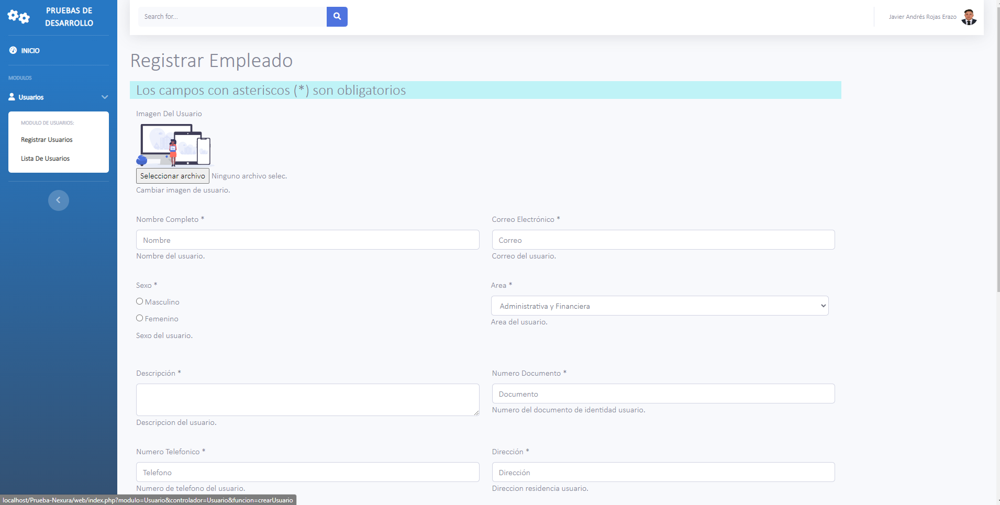 PRUEBAS DE
DESARROLLO
INICIO
MODULOS
Usuarios
MODULO DE USUARIOS:
Registrar Usuarios
Lista De Usuarios
Search for...
Javier Andrés Rojas Erazo
Registrar Empleado
Los campos con asteriscos (*) son obligatorios
Imagen Del Usuario
Seleccionar archivo Ninguno archivo selec.
Cambiar imagen de usuario.
Nombre Completo *
Nombre
Nombre del usuario.
Correo Electrónico *
Correo
Correo del usuario.
Sexo *
Masculino
Femenino
Sexo del usuario.
Area *
Administrativa y Financiera
Area del usuario.
Descripción *
Descripcion del usuario.
Numero Documento *
Documento
Numero del documento de identidad usuario.
Numero Telefonico *
Telefono
Numero de telefono del usuario.
Dirección *
Dirección
Direccion residencia usuario.
localhost/Prueba-Nexura/web/index.php?modulo=Usuario&controlador=Usuario&funcion=crearUsuario